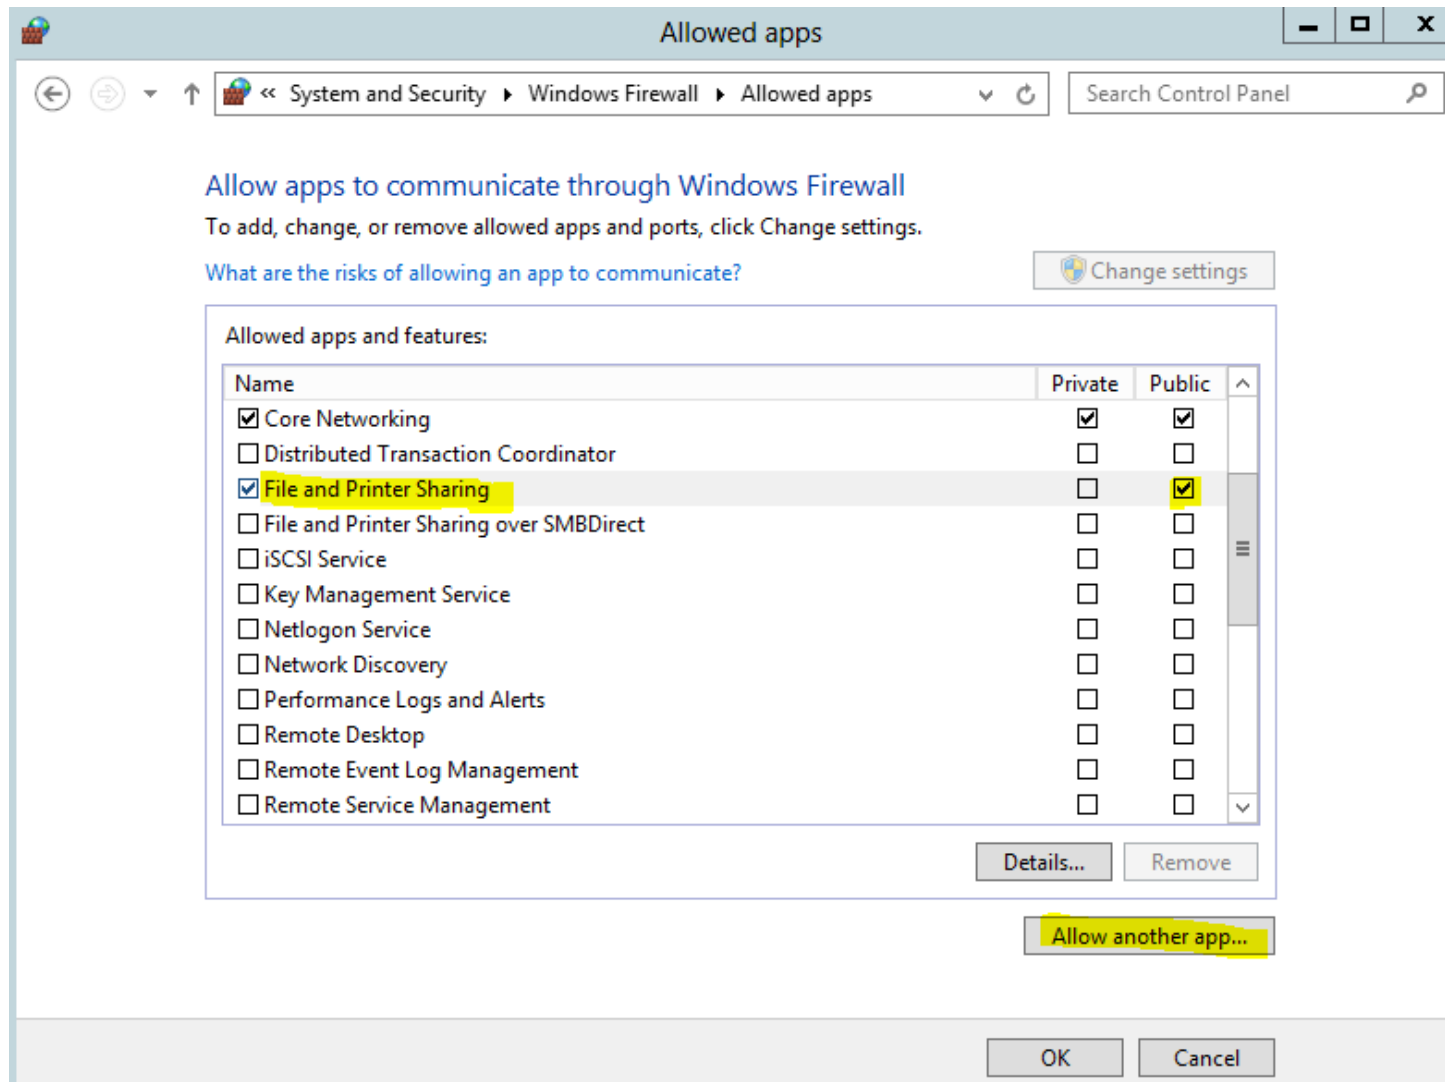 Allowed apps
« System and Security Windows Firewall Allowed apps
Search Control Panel
Allow apps to communicate through Windows Firewall
To add, change, or remove allowed apps and ports, click Change settings.
What are the risks of allowing an app to communicate?
Change settings
Allowed apps and features:
Name Private Public
Core Networking
Distributed Transaction Coordinator
File and Printer Sharing
File and Printer Sharing over SMBDirect
iSCSI Service
Key Management Service
Netlogon Service
Network Discovery
Performance Logs and Alerts
Remote Desktop
Remote Event Log Management
Remote Service Management
Details... Remove
Allow another app...
OK Cancel